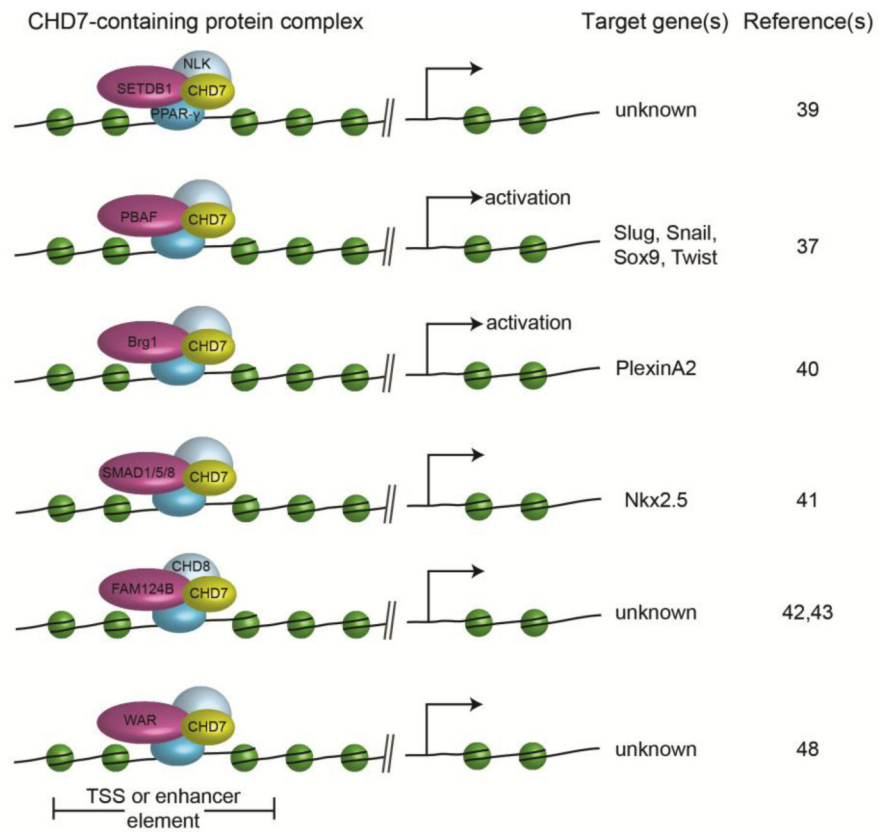 CHD7-containing protein complex Target gene(s) Reference(s)
NLK
SETDB1 CHD7
PPAR-γ
unknown 39
activation
PBAF CHD7
Slug, Snail,
Sox9, Twist 37
activation
Brg1 CHD7
PlexinA2 40
SMAD1/5/8 CHD7
Nkx2.5 41
CHD8
FAM124B CHD7
unknown 42,43
WAR CHD7
unknown 48
TSS or enhancer
element